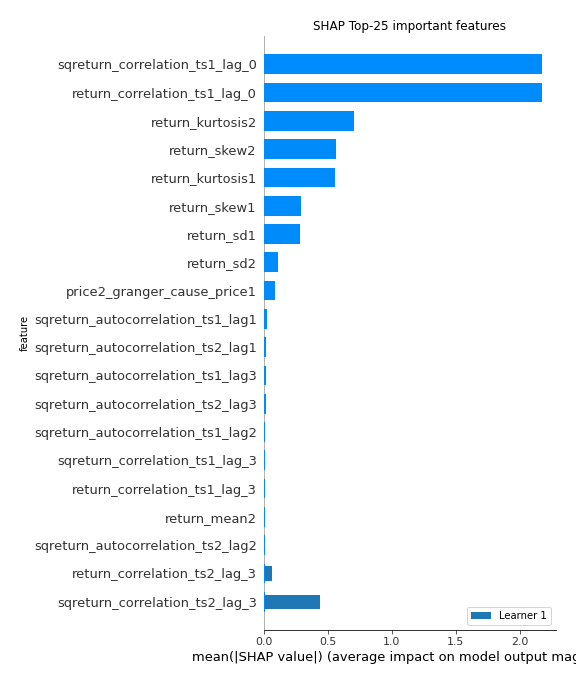 SHAP Top-25 important features
sqreturn_correlation_ts1_lag_0
return_correlation_ts1_lag_0
return_kurtosis2
return_skew2
return_kurtosis1
return_skew1
return_sd1
return_sd2
price2_granger_cause_price1
sqreturn_autocorrelation_ts1_lag1
sqreturn_autocorrelation_ts2_lag1
sqreturn_autocorrelation_ts1_lag3
sqreturn_autocorrelation_ts2_lag3
sqreturn_autocorrelation_ts1_lag2
sqreturn_correlation_ts1_lag_3
return_correlation_ts1_lag_3
return_mean2
sqreturn_autocorrelation_ts2_lag2
return_correlation_ts2_lag_3
sqreturn_correlation_ts2_lag_3
feature
Learner 1
0.0 0.5 1.0 1.5 2.0
mean(|SHAP value|) (average impact on model output mag